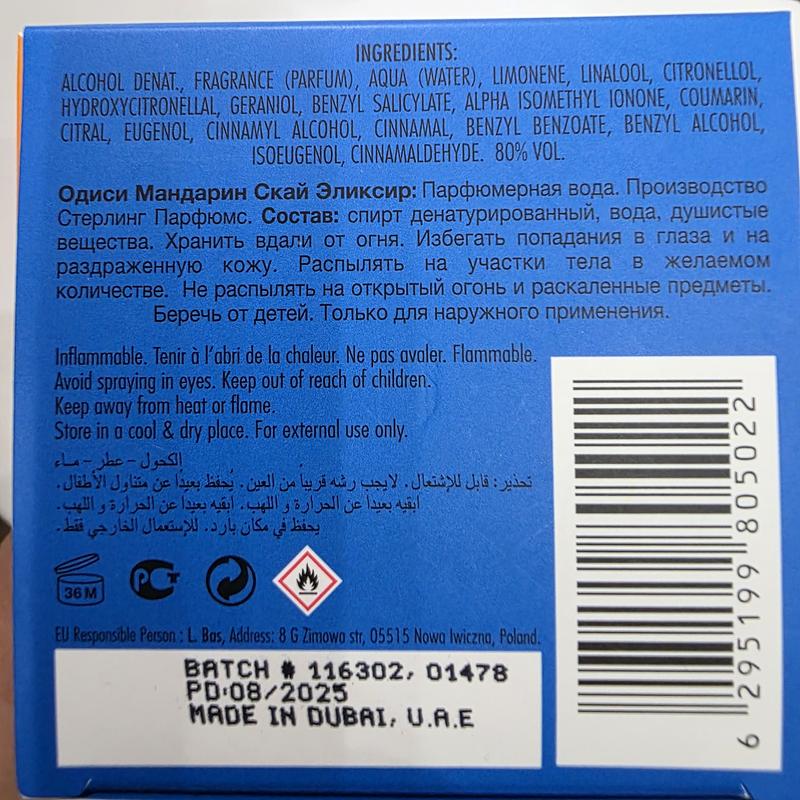 INGREDIENTS:
ALCOHOL DENAT., FRAGRANCE (PARFUM), AQUA (WATER), LIMONENE, LINALOOL, CITRONELLOL,
HYDROXYCITRONELLAL, GERANIOL, BENZYL SALICYLATE, ALPHA ISOMETHYL IONONE, COUMARIN,
CITRAL, EUGENOL, CINNAMYL ALCOHOL, CINNAMAL, BENZYL BENZOATE, BENZYL ALCOHOL,
ISOEUGENOL, CINNAMALDEHYDE. 80% VOL.
Одиси Мандарин Скай Эликсир: Парфюмерная вода. Производство
Стерлинг Парфюмс. Состав: спирт денатурированный, вода, душистые
вещества. Хранить вдали от огня. Избегать попадания в глаза и на
раздраженную кожу. Распылять на участки тела в желаемом
количестве. Не распылять на открытый огонь и раскаленные предметы.
Беречь от детей. Только для наружного применения.
Inflammable. Tenir à l'abri de la chaleur. Ne pas avaler. Flammable.
Avoid spraying in eyes. Keep out of reach of children.
Keep away from heat or flame.
Store in a cool & dry place. For external use only.
إلكحول - عطر - مـاء
تحذير: قابل للإشتعال. لايجب رشه قريباً من العين. يُحفظ بعيداً عن متناول الأطفال.
ابقيه بعيداً عن الحرارة و اللهب. ابقيه بعيداً عن الحرارة و اللهب.
يحفظ في مكان بارد. للإستعمال الخارجي فقط.
36 M
PCT
EU Responsible Person : L. Bas, Address: 8 G Zimowa str, 05515 Nowa Iwiczna, Poland.
BATCH # 116302, 01478
PD:08/2025
MADE IN DUBAI, U.A.E
6 295199 805022